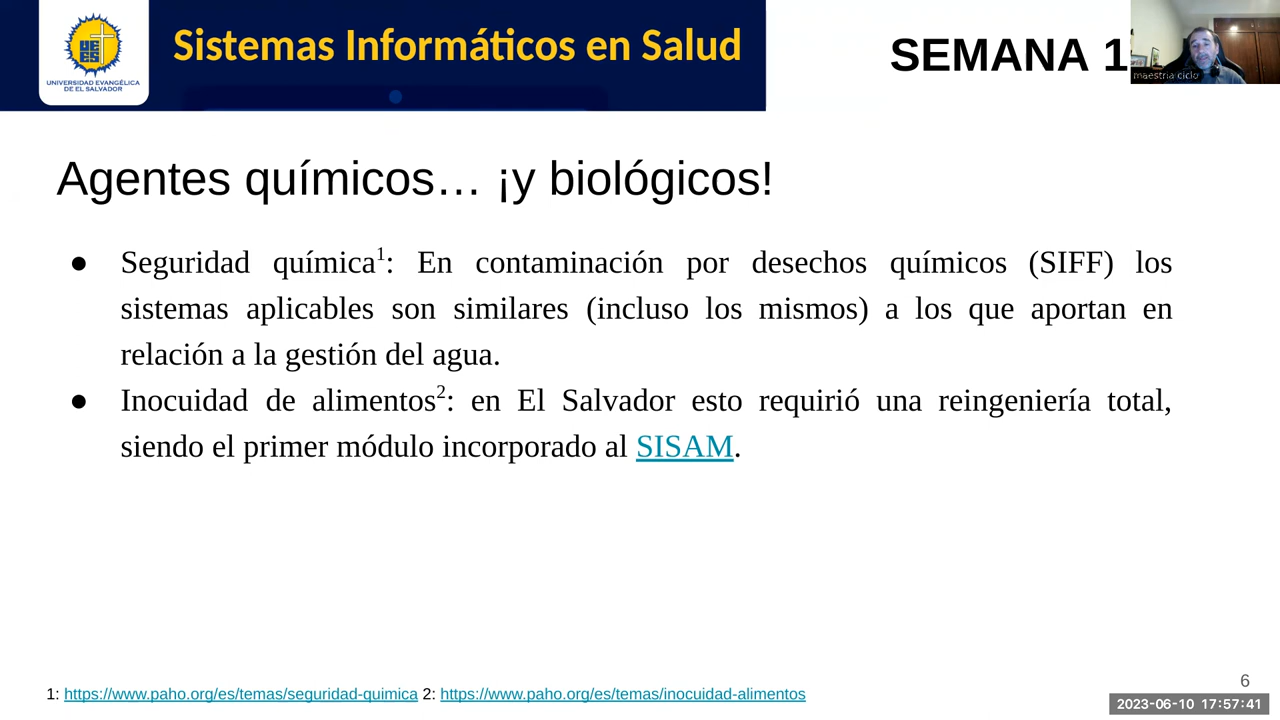 Sistemas Informáticos en Salud
UNIVERSIDAD EVANGÉLICA
DE EL SALVADOR
SEMANA 1
maestria ciclo
Agentes químicos… ¡y biológicos!
● Seguridad química1: En contaminación por desechos químicos (SIFF) los
sistemas aplicables son similares (incluso los mismos) a los que aportan en
relación a la gestión del agua.
● Inocuidad de alimentos2: en El Salvador esto requirió una reingeniería total,
siendo el primer módulo incorporado al SISAM.
6
1: https://www.paho.org/es/temas/seguridad-quimica 2: https://www.paho.org/es/temas/inocuidad-alimentos
2023-06-10 17:57:41